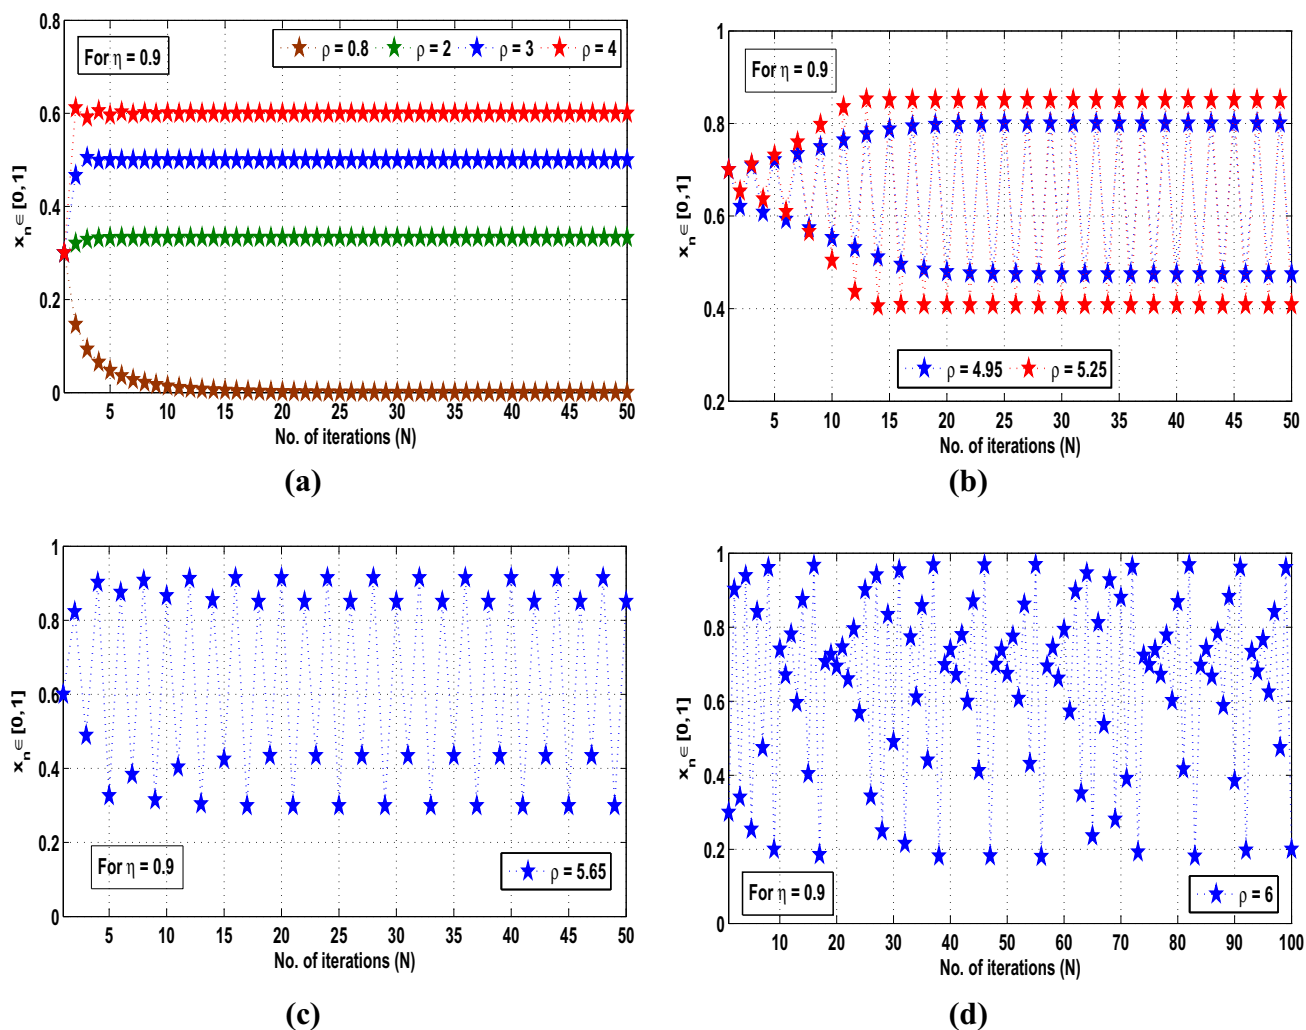 0.8
0.6
0.4
0.2
0
x_n ∈ [0, 1]
For η = 0.9
ρ = 0.8 ρ = 2 ρ = 3 ρ = 4
5 10 15 20 25 30 35 40 45 50
No. of iterations (N)
(a)
1
0.8
0.6
0.4
0.2
x_n ∈ [0, 1]
For η = 0.9
ρ = 4.95 ρ = 5.25
5 10 15 20 25 30 35 40 45 50
No. of iterations (N)
(b)
1
0.8
0.6
0.4
0.2
0
x_n ∈ [0, 1]
For η = 0.9
ρ = 5.65
5 10 15 20 25 30 35 40 45 50
No. of iterations (N)
(c)
1
0.8
0.6
0.4
0.2
0
x_n ∈ [0, 1]
For η = 0.9
ρ = 6
10 20 30 40 50 60 70 80 90 100
No. of iterations (N)
(d)